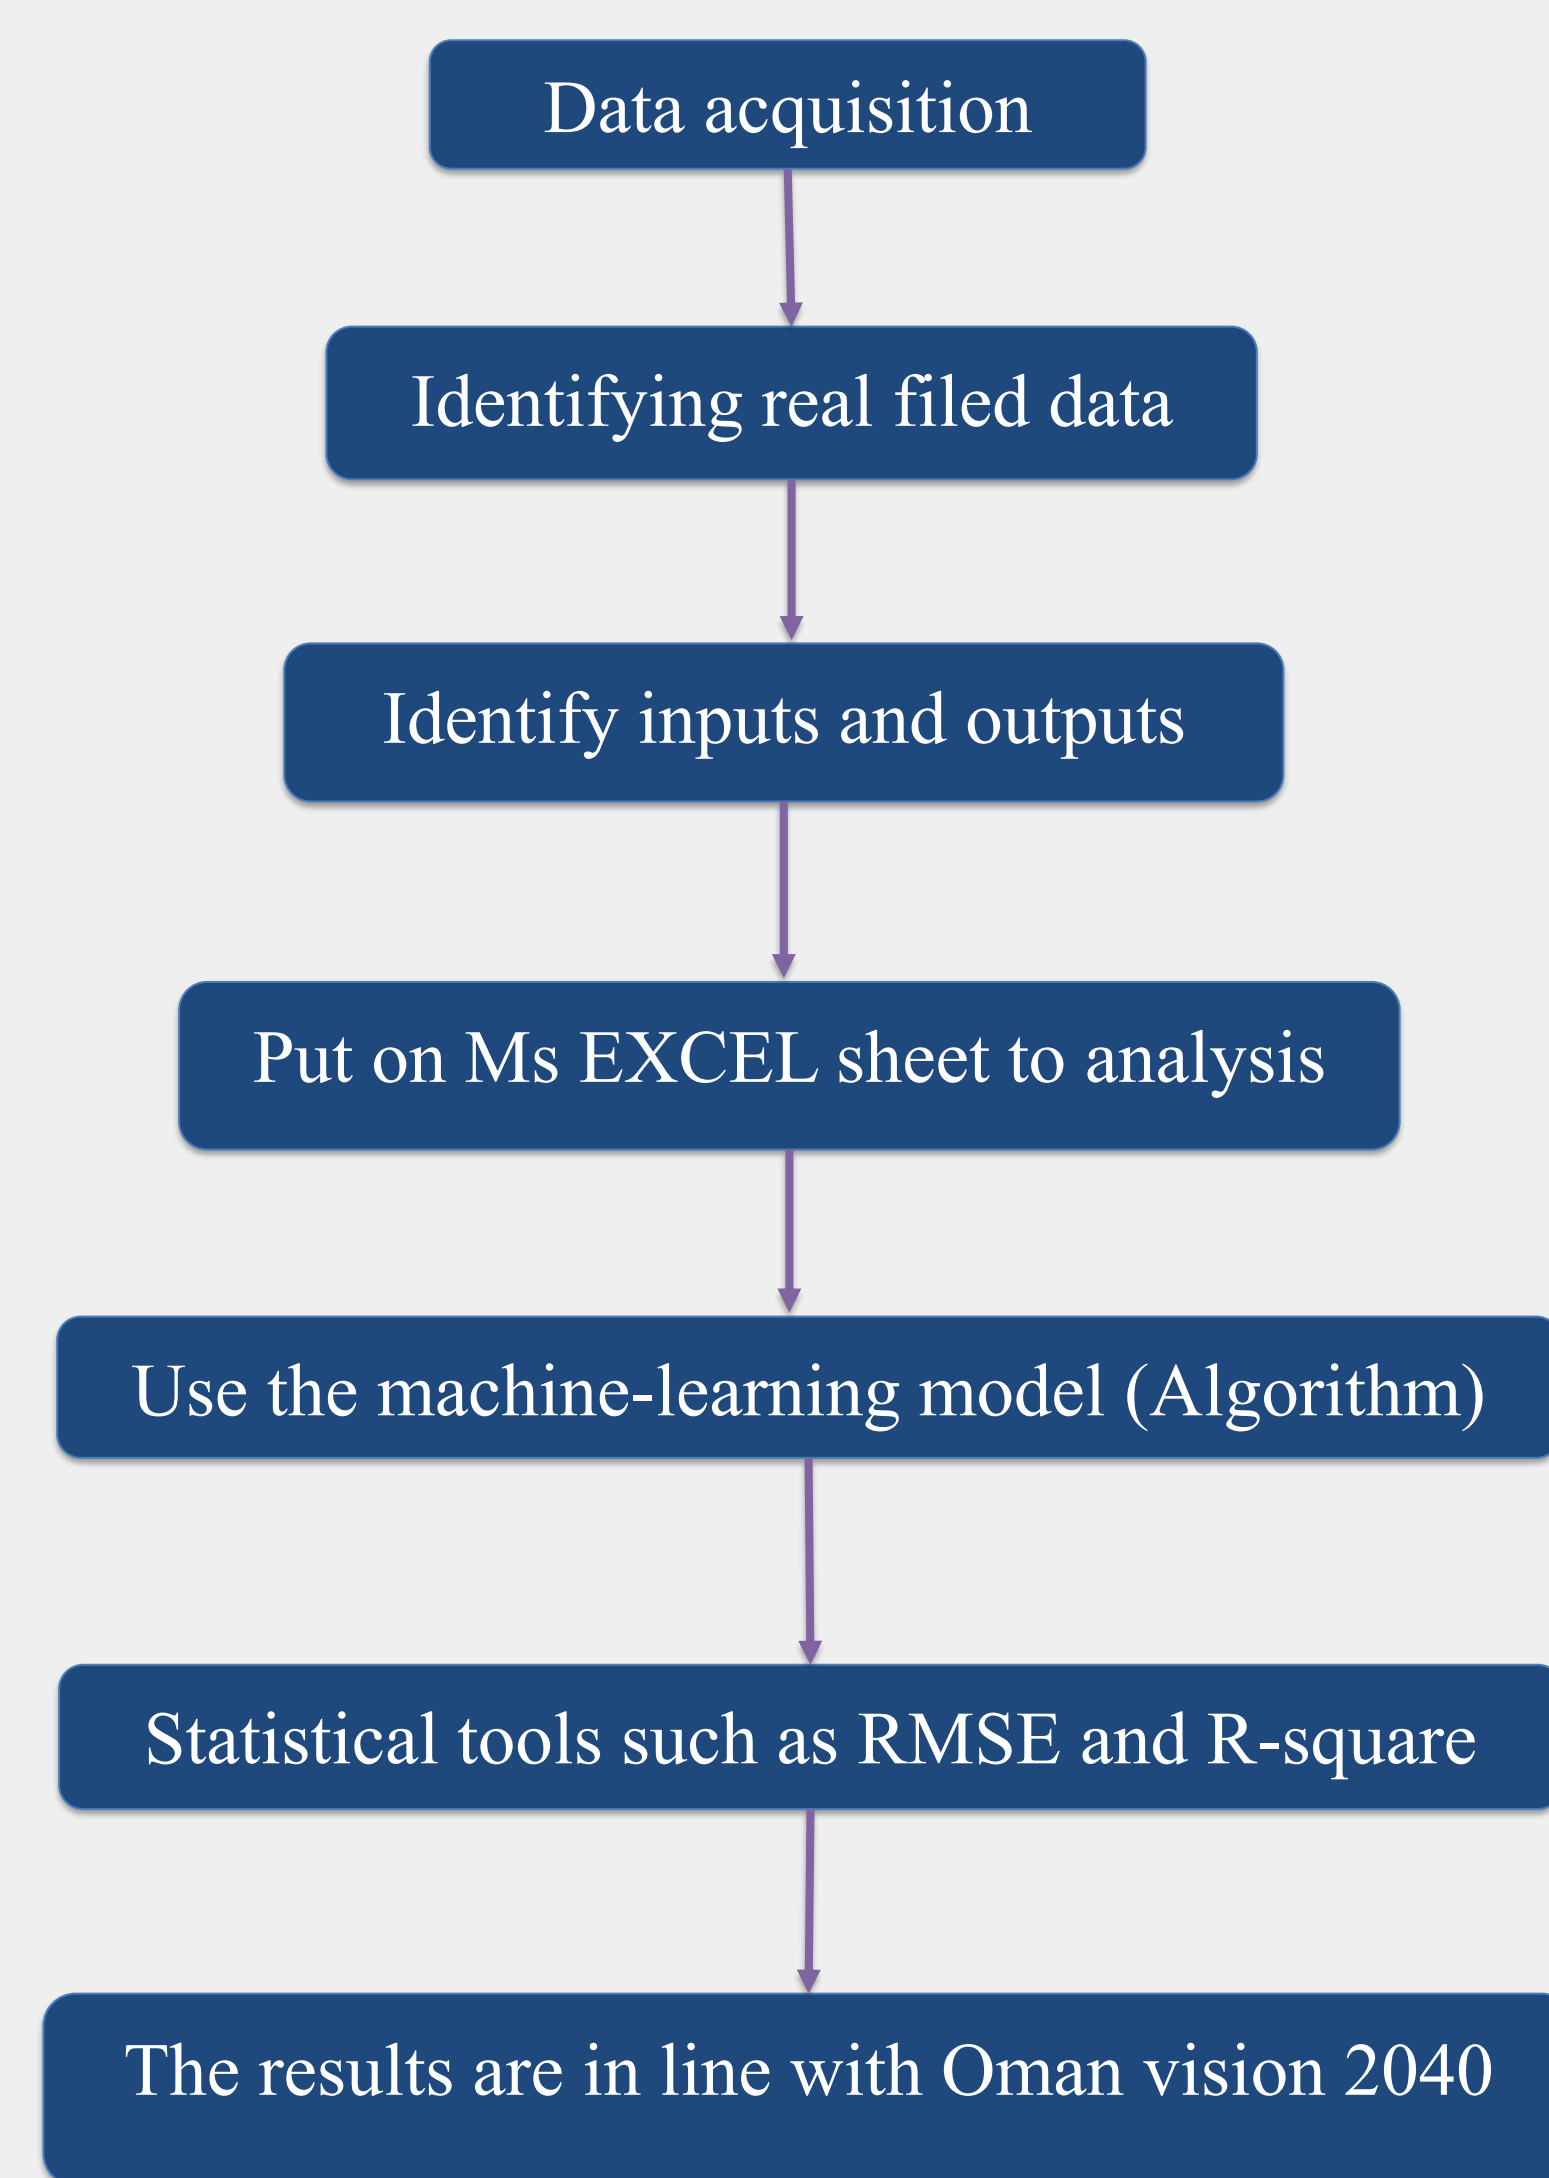 Data acquisition
Identifying real filed data
Identify inputs and outputs
Put on Ms EXCEL sheet to analysis
Use the machine-learning model (Algorithm)
Statistical tools such as RMSE and R-square
The results are in line with Oman vision 2040